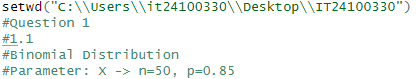 setwd("C:\\Users\\it24100330\\Desktop\\IT24100330")
#Question 1
#1.1
#Binomial Distribution
#Parameter: X -> n=50, p=0.85